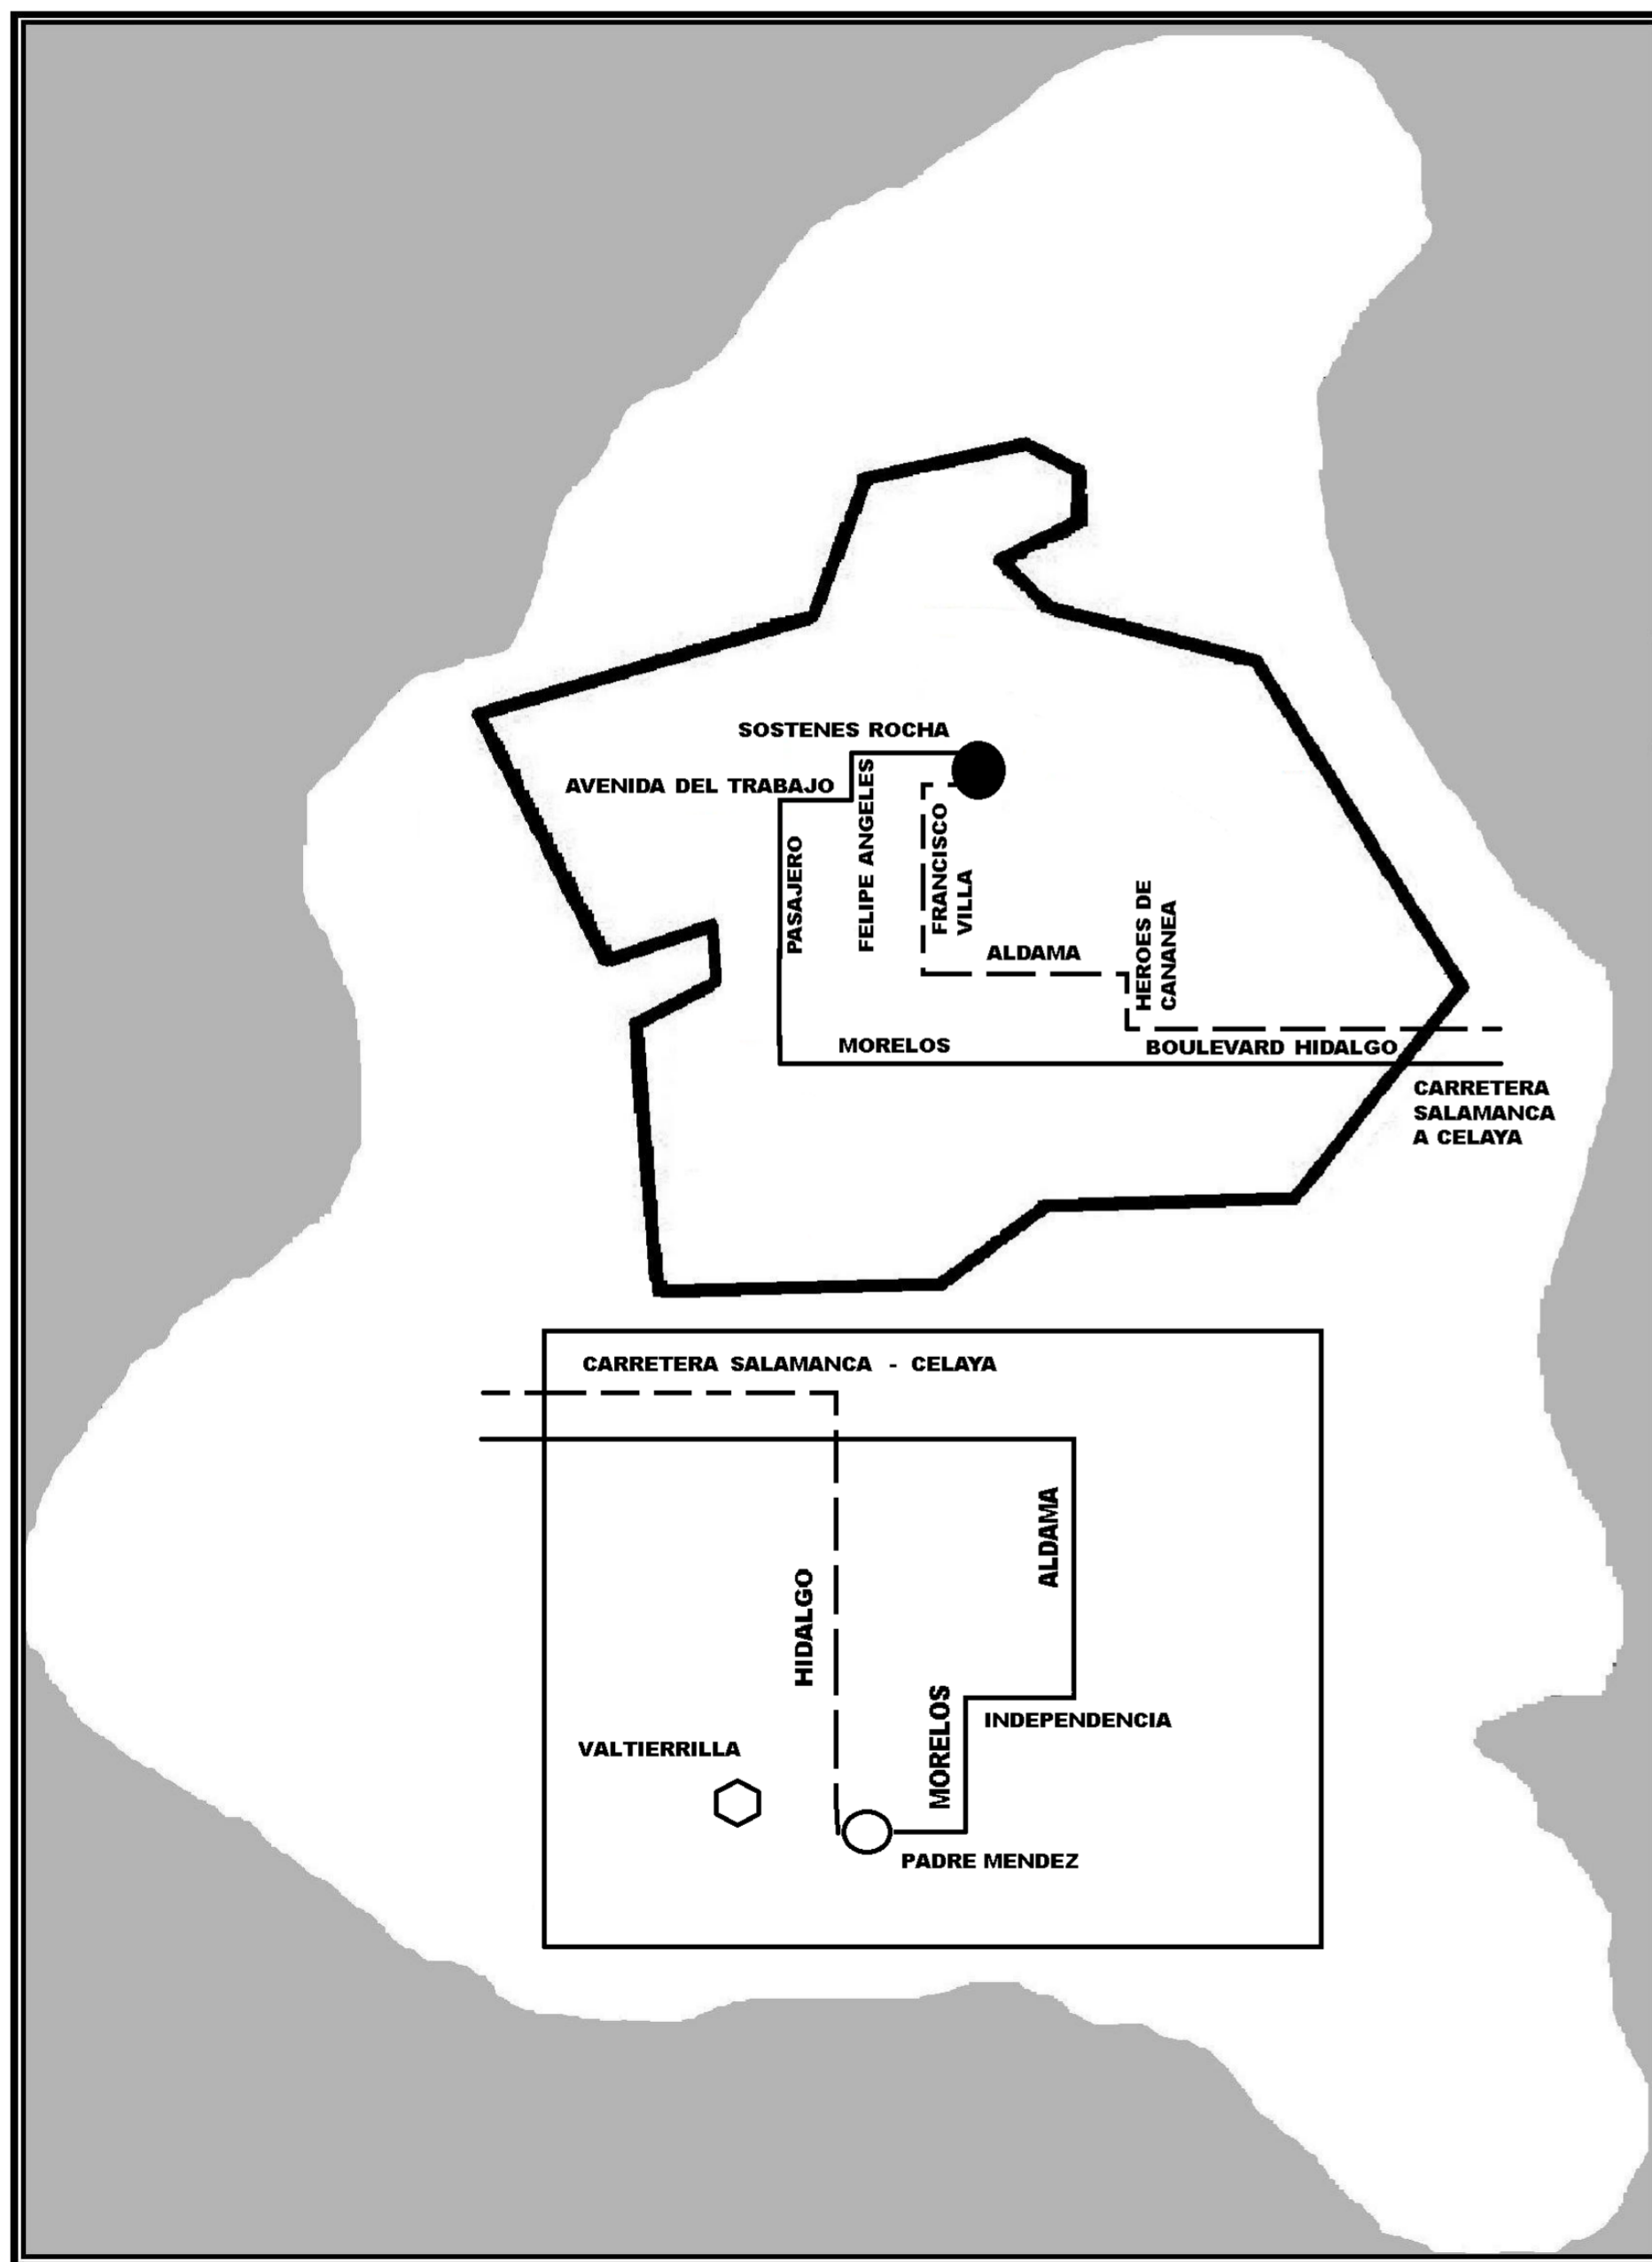 SOSTENES ROCHA
AVENIDA DEL TRABAJO
PASAJERO
FELIPE ANGELES
FRANCISCO
VILLA
ALDAMA
HEROES DE
CANANEA
MORELOS
BOULEVARD HIDALGO
CARRETERA
SALAMANCA
A CELAYA
CARRETERA SALAMANCA - CELAYA
ALDAMA
HIDALGO
MORELOS
INDEPENDENCIA
VALTIERRILLA
PADRE MENDEZ